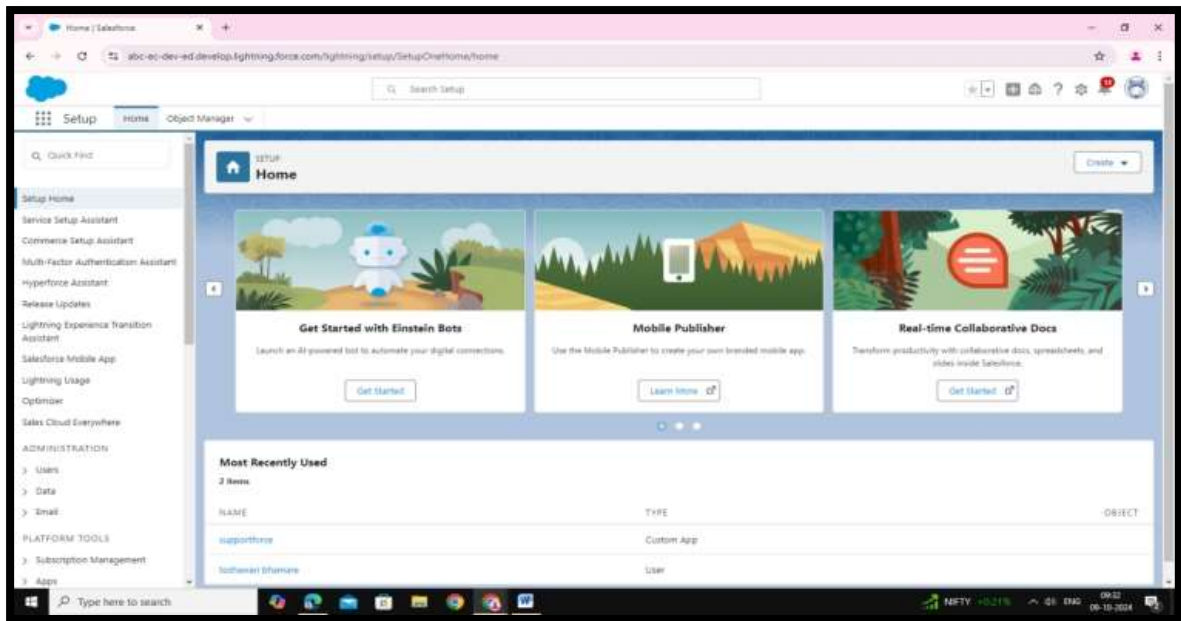 Home | Salesforce
abc-ec-dev-ed.develop.lightning.force.com/lightning/setup/SetupOneHome/home
Search Setup
Setup
Home
Object Manager
Quick Find
SETUP
Home
Create
Setup Home
Service Setup Assistant
Commerce Setup Assistant
Multi-Factor Authentication Assistant
Hyperforce Assistant
Release Updates
Lightning Experience Transition
Assistant
Salesforce Mobile App
Lightning Usage
Optimizer
Sales Cloud Everywhere
ADMINISTRATION
Users
Data
Email
PLATFORM TOOLS
Subscription Management
Apps
Get Started with Einstein Bots
Launch an AI-powered bot to automate your digital connections.
Get Started
Mobile Publisher
Use the Mobile Publisher to create your own branded mobile app.
Learn More
Real-time Collaborative Docs
Transform productivity with collaborative docs, spreadsheets, and
slides inside Salesforce.
Get Started
Most Recently Used
2 items
NAME TYPE OBJECT
supportforce Custom App
bhamare User
Type here to search
NIFTY +0.21%
ENG
09:32
09-10-2024